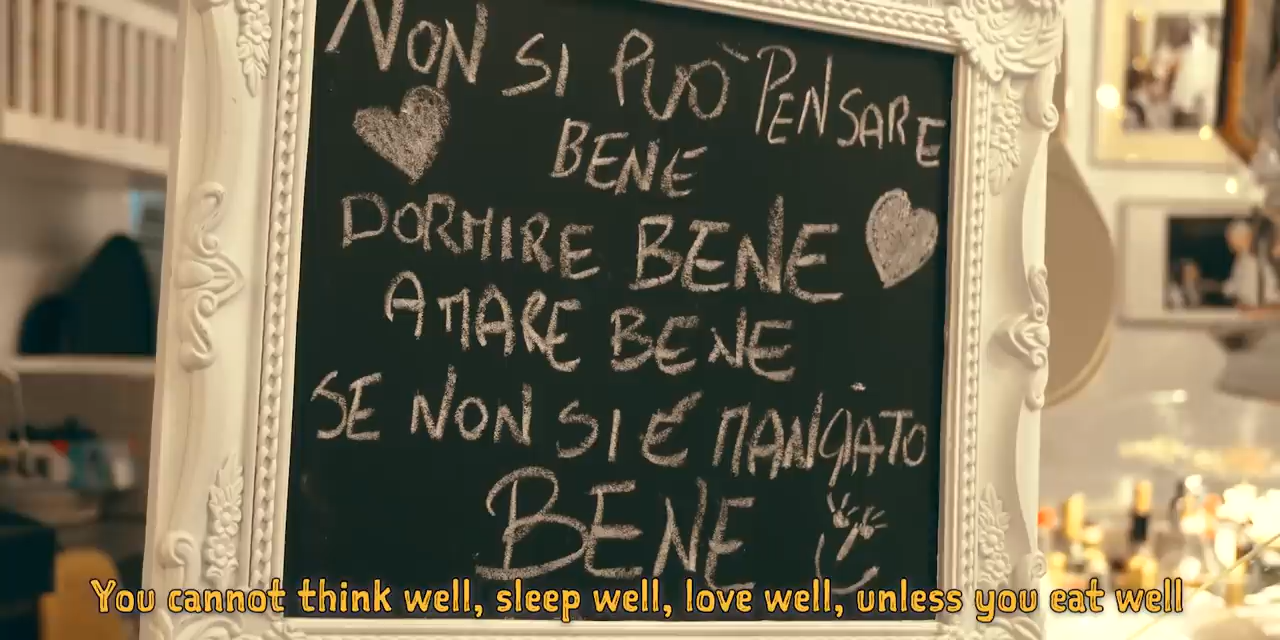 NON SI PUO` PENSARE
BENE
DORMIRE BENE
AMARE BENE
SE NON SI É MANGIATO
BENE
You cannot think well, sleep well, love well, unless you eat well